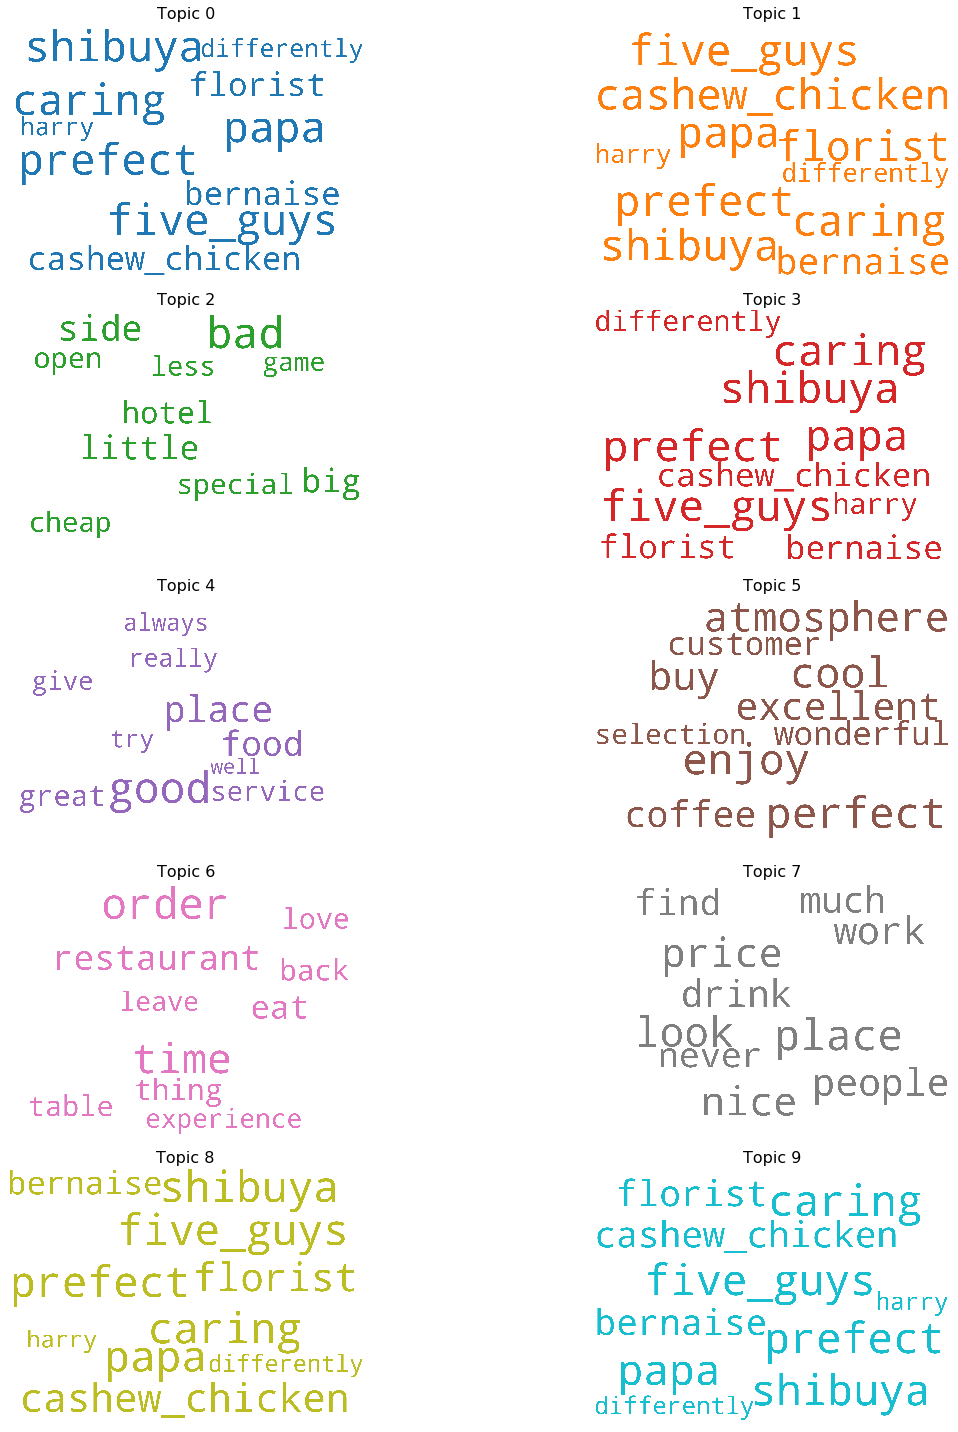 Topic 0
shibuya differently
florist
caring
harry papa
prefect
bernaise
five_guys
cashew_chicken
Topic 1
five_guys
cashew_chicken
papa florist
harry
differently
prefect
caring
shibuya
bernaise
Topic 2
side bad
open less game
hotel
little
special big
cheap
Topic 3
differently
caring
shibuya
prefect papa
cashew_chicken
five_guys harry
florist bernaise
Topic 4
always
really
give
place
try food
well
great good service
Topic 5
atmosphere
customer
buy cool
excellent
selection wonderful
enjoy
coffee perfect
Topic 6
order love
restaurant back
leave eat
time
thing
table experience
Topic 7
find much
work
price
drink
look place
never
people
nice
Topic 8
bernaise shibuya
five_guys
prefect florist
harry caring
papa differently
cashew_chicken
Topic 9
florist caring
cashew_chicken
five_guys harry
bernaise prefect
papa
differently shibuya